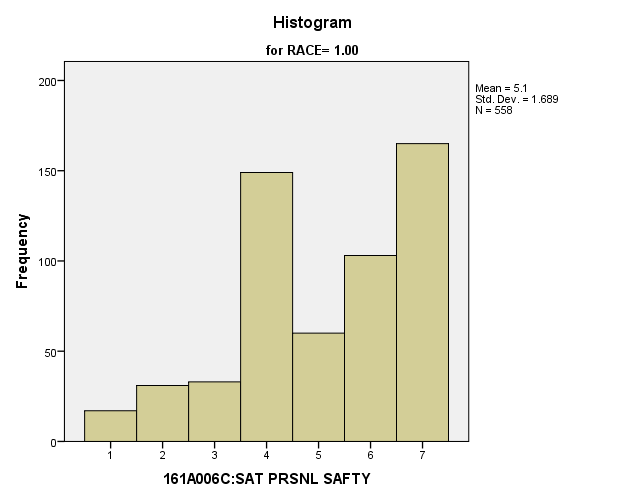 Histogram
for RACE= 1.00
Mean = 5.1
Std. Dev. = 1.689
N = 558
200
150
100
50
0
Frequency
1 2 3 4 5 6 7
161A006C:SAT PRSNL SAFTY